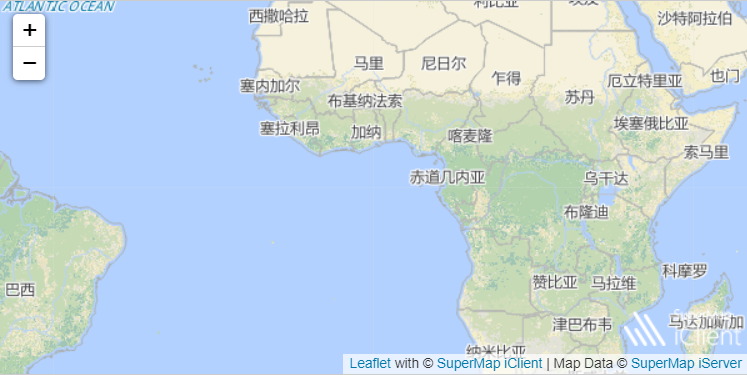 ATLANTIC OCEAN
西撒哈拉
沙特阿拉伯
+
−
马里
尼日尔
乍得
厄立特里亚
也门
塞内加尔
布基纳法索
苏丹
塞拉利昂
加纳
喀麦隆
埃塞俄比亚
索马里
赤道几内亚
乌干达
布隆迪
巴西
赞比亚
马拉维
科摩罗
津巴布韦
马达加斯加
纳米比亚
iClient
Leaflet with © SuperMap iClient | Map Data © SuperMap iServer